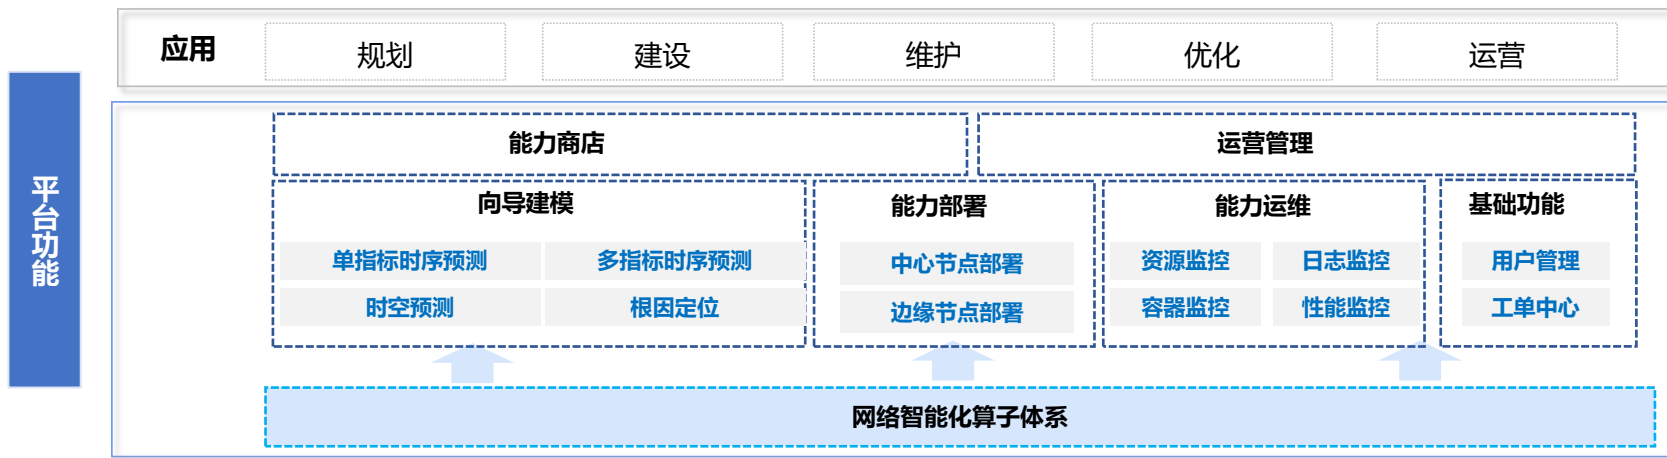 应用
规划
建设
维护
优化
运营
平台功能
能力商店
运营管理
向导建模
能力部署
能力运维
基础功能
单指标时序预测
多指标时序预测
时空预测
根因定位
中心节点部署
边缘节点部署
资源监控
日志监控
容器监控
性能监控
用户管理
工单中心
网络智能化算子体系